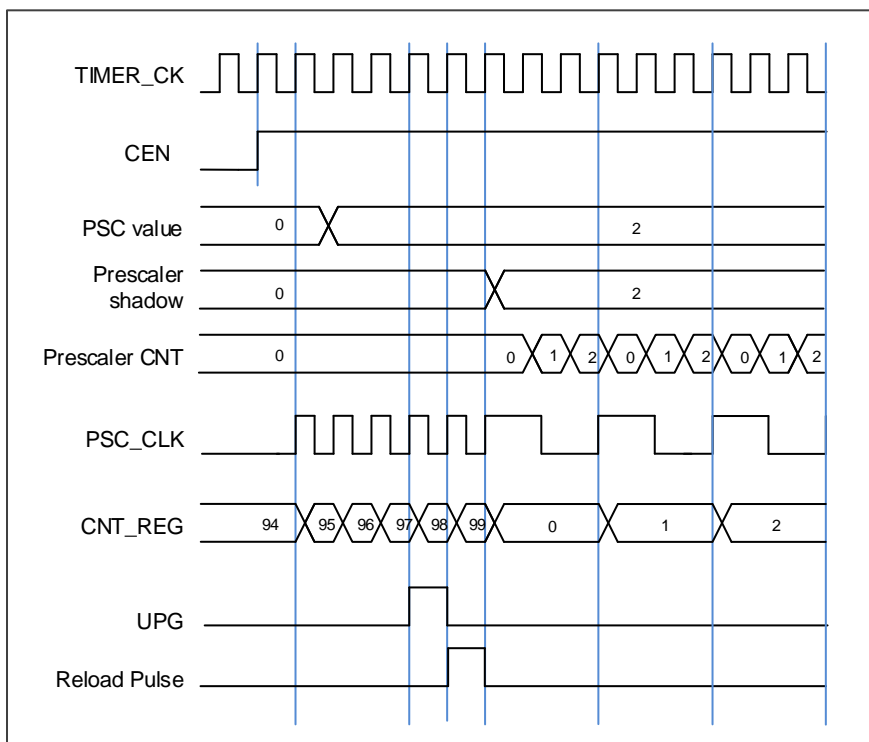 TIMER_CK
CEN
PSC value 0 2
Prescaler
shadow 0 2
Prescaler CNT 0 0 1 2 0 1 2 0 1 2
PSC_CLK
CNT_REG 94 95 96 97 98 99 0 1 2
UPG
Reload Pulse